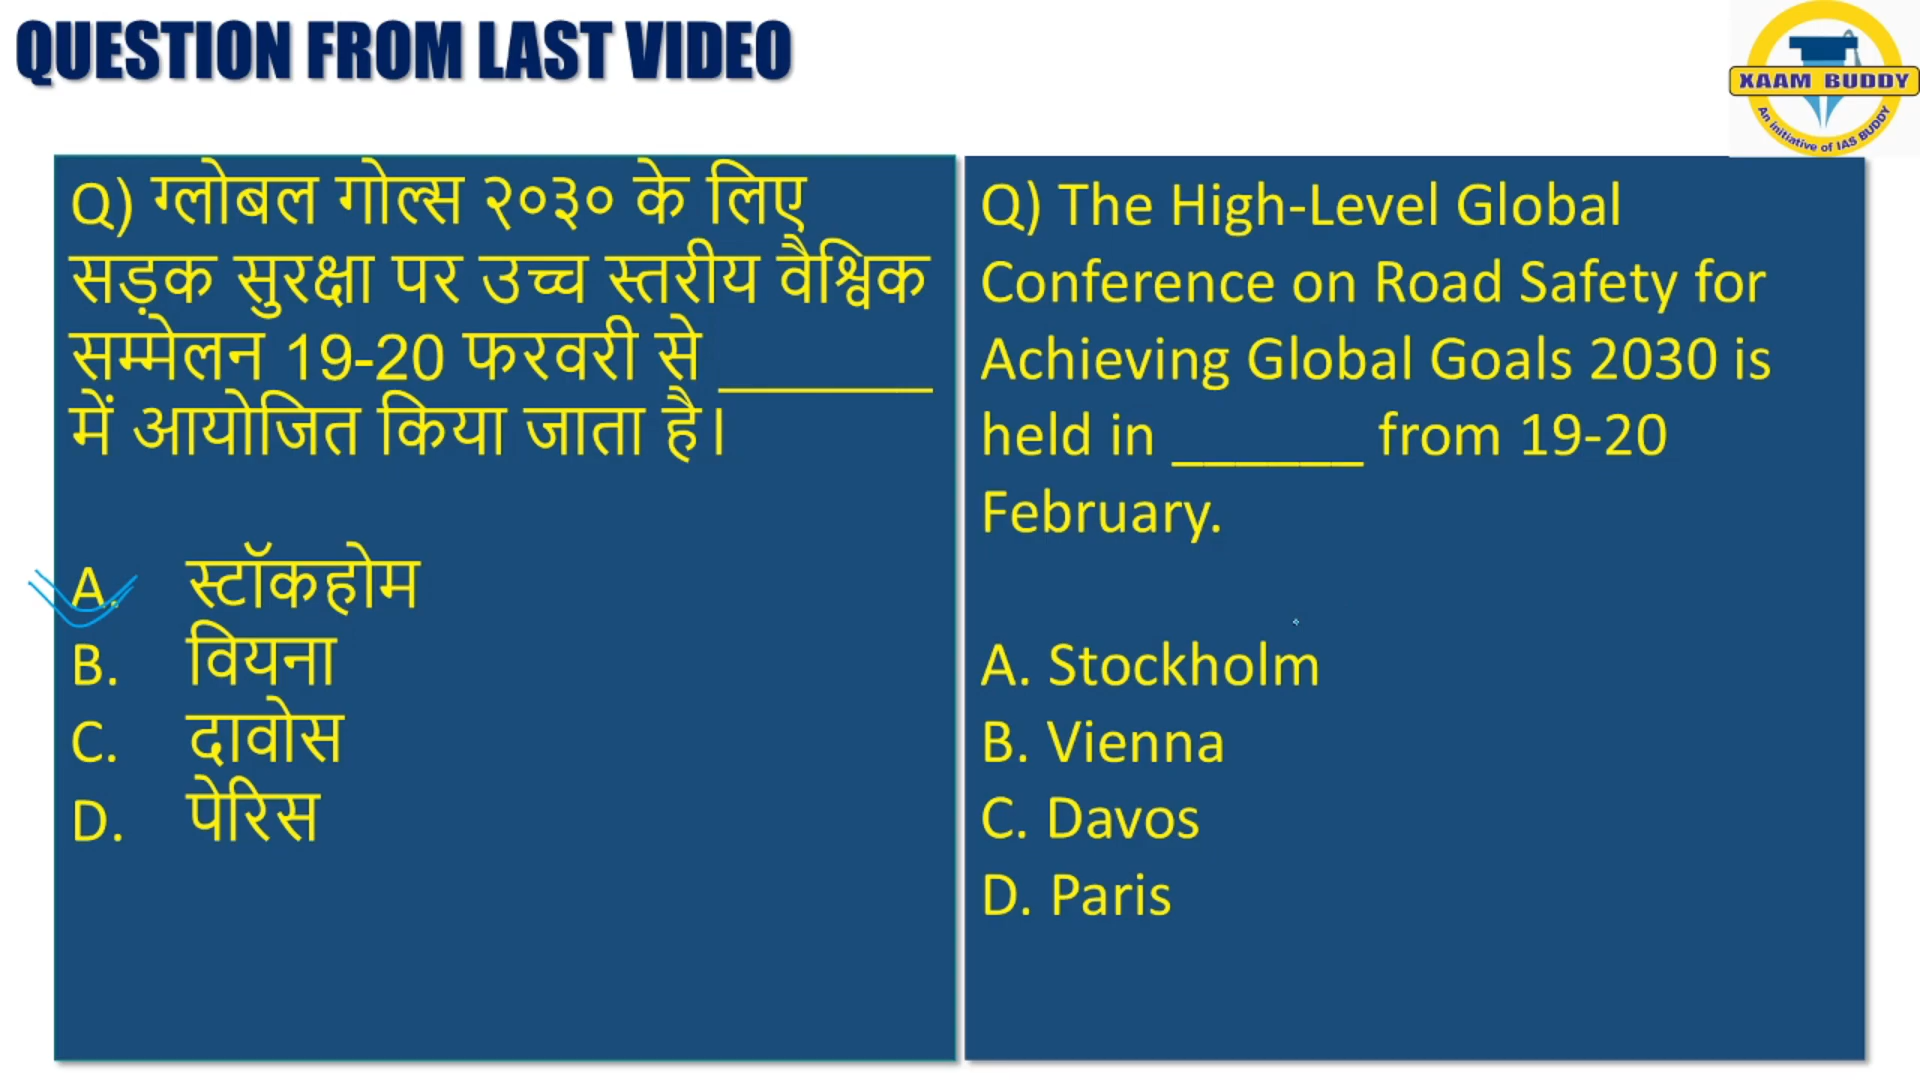 QUESTION FROM LAST VIDEO
XAAM BUDDY
An initiative of IAS BUDDY
Q) ग्लोबल गोल्स २०३० के लिए
सड़क सुरक्षा पर उच्च स्तरीय वैश्विक
सम्मेलन 19-20 फरवरी से _______
में आयोजित किया जाता है।
A. स्टॉकहोम
B. वियना
C. दावोस
D. पेरिस
Q) The High-Level Global
Conference on Road Safety for
Achieving Global Goals 2030 is
held in ______ from 19-20
February.
A. Stockholm
B. Vienna
C. Davos
D. Paris